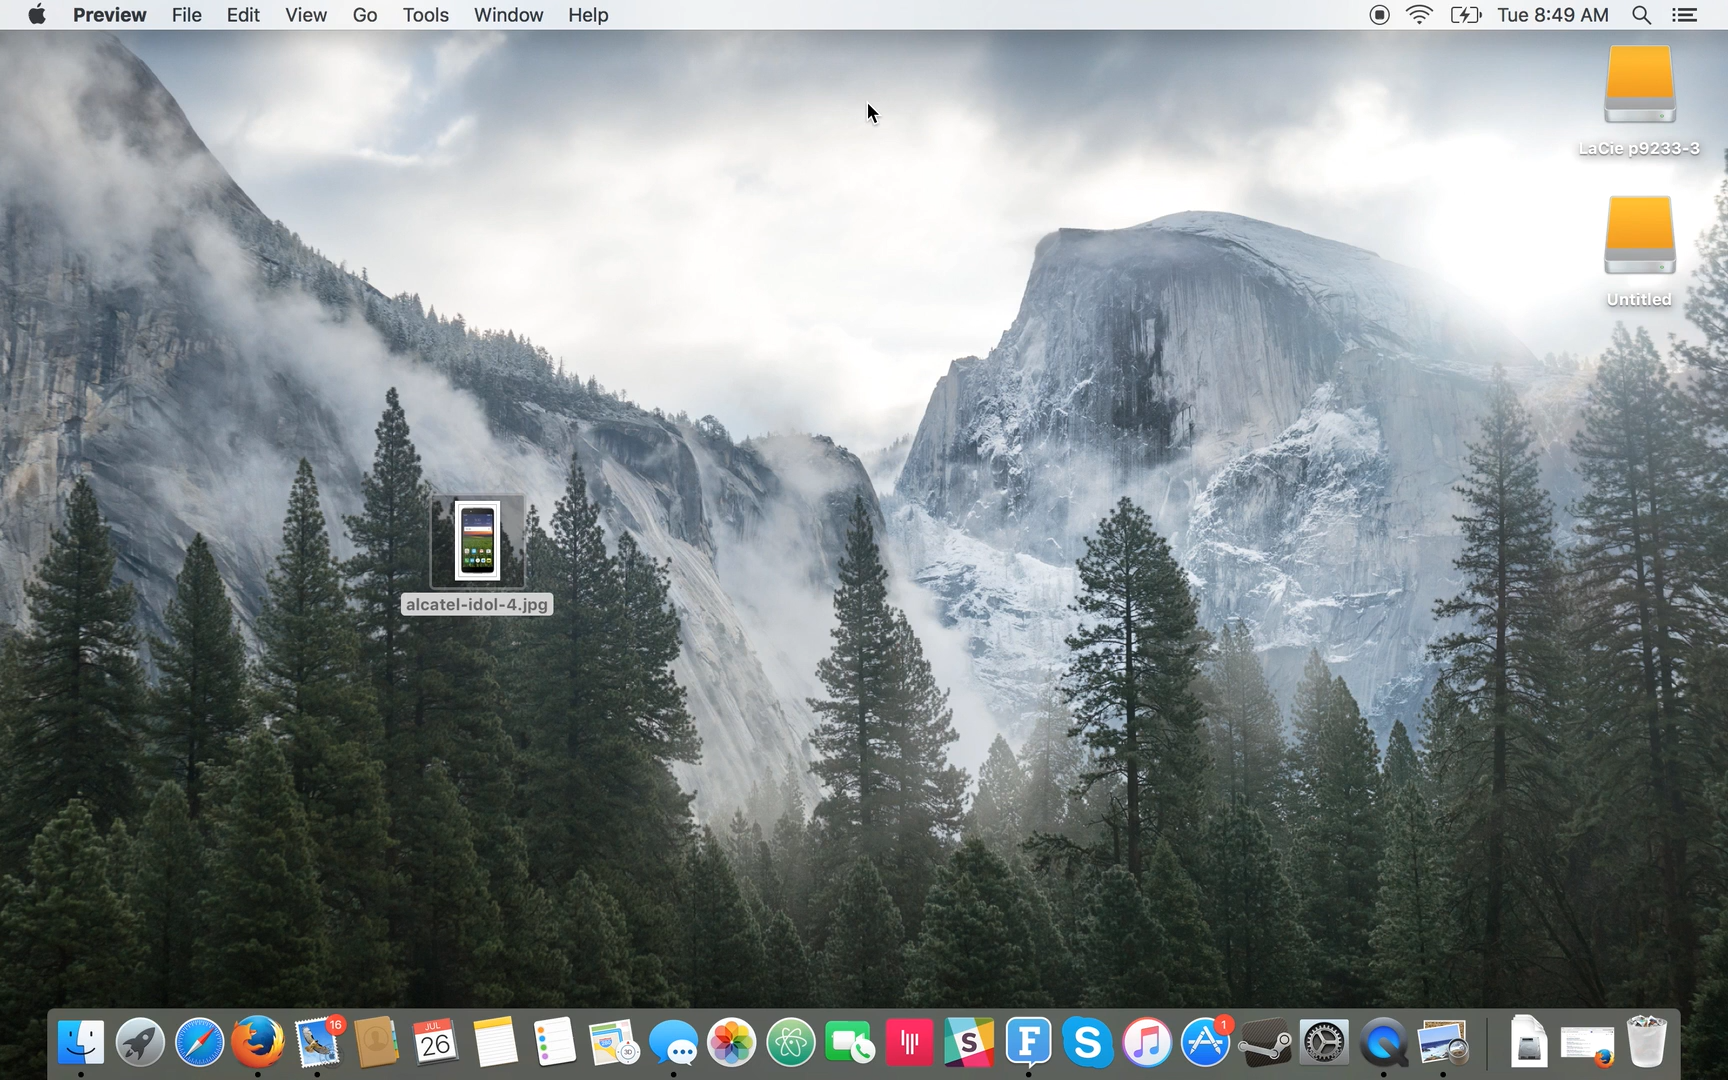 Preview File Edit View Go Tools Window Help Tue 8:49 AM
LaCie p9233-3
Untitled
alcatel-idol-4.jpg
16
JUL
26
3D
S
F
S
1